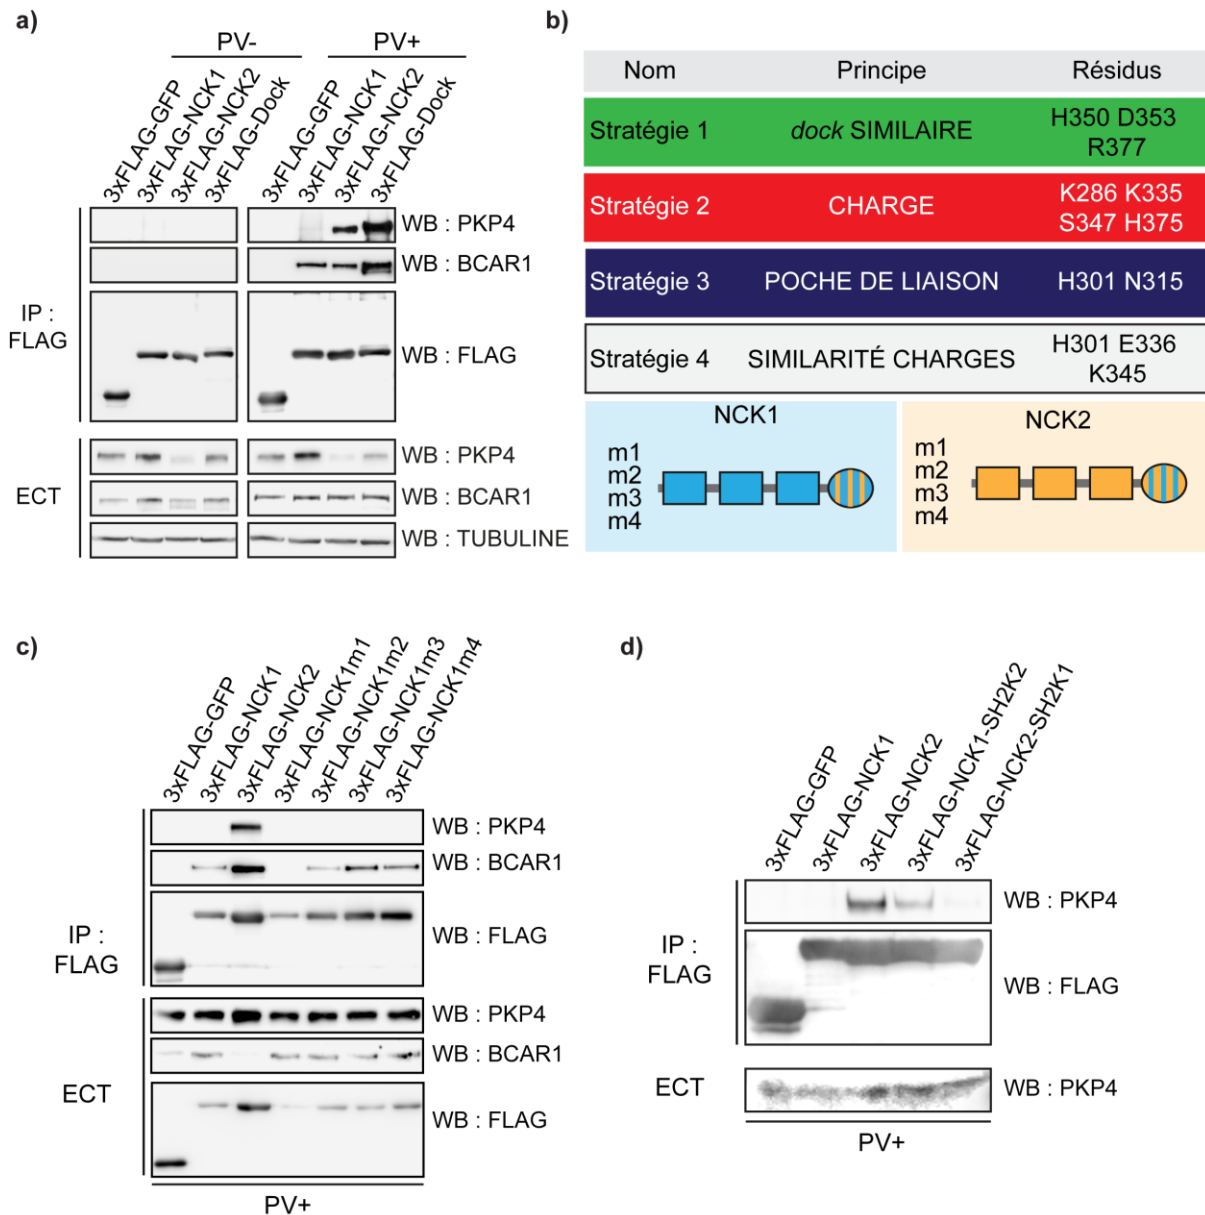 a)
PV-
PV+
3xFLAG-GFP
3xFLAG-NCK1
3xFLAG-NCK2
3xFLAG-Dock
3xFLAG-GFP
3xFLAG-NCK1
3xFLAG-NCK2
3xFLAG-Dock
IP :
FLAG
WB : PKP4
WB : BCAR1
WB : FLAG
ECT
WB : PKP4
WB : BCAR1
WB : TUBULINE
b)
Nom Principe Résidus
Stratégie 1 dock SIMILAIRE H350 D353
R377
Stratégie 2 CHARGE K286 K335
S347 H375
Stratégie 3 POCHE DE LIAISON H301 N315
Stratégie 4 SIMILARITÉ CHARGES H301 E336
K345
NCK1
m1
m2
m3
m4
NCK2
m1
m2
m3
m4
c)
3xFLAG-GFP
3xFLAG-NCK1
3xFLAG-NCK2
3xFLAG-NCK1m1
3xFLAG-NCK1m2
3xFLAG-NCK1m3
3xFLAG-NCK1m4
IP :
FLAG
WB : PKP4
WB : BCAR1
WB : FLAG
ECT
WB : PKP4
WB : BCAR1
WB : FLAG
PV+
d)
3xFLAG-GFP
3xFLAG-NCK1
3xFLAG-NCK2
3xFLAG-NCK1-SH2K2
3xFLAG-NCK2-SH2K1
IP :
FLAG
WB : PKP4
WB : FLAG
ECT
WB : PKP4
PV+